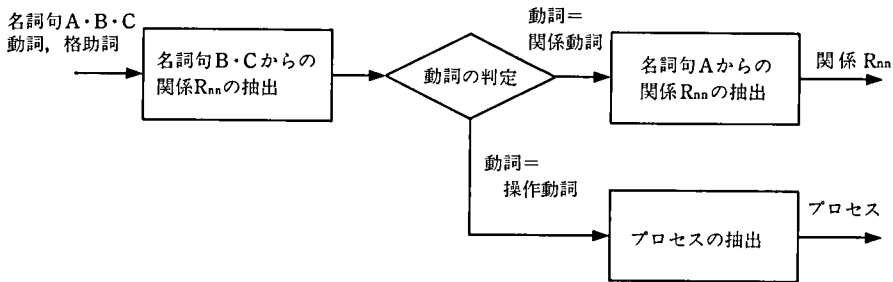 名詞句A・B・C
動詞，格助詞
名詞句B・Cからの
関係Rnnの抽出
動詞の判定
動詞＝
関係動詞
名詞句Aからの
関係Rnnの抽出
関係 Rnn
動詞＝
操作動詞
プロセスの抽出
プロセス